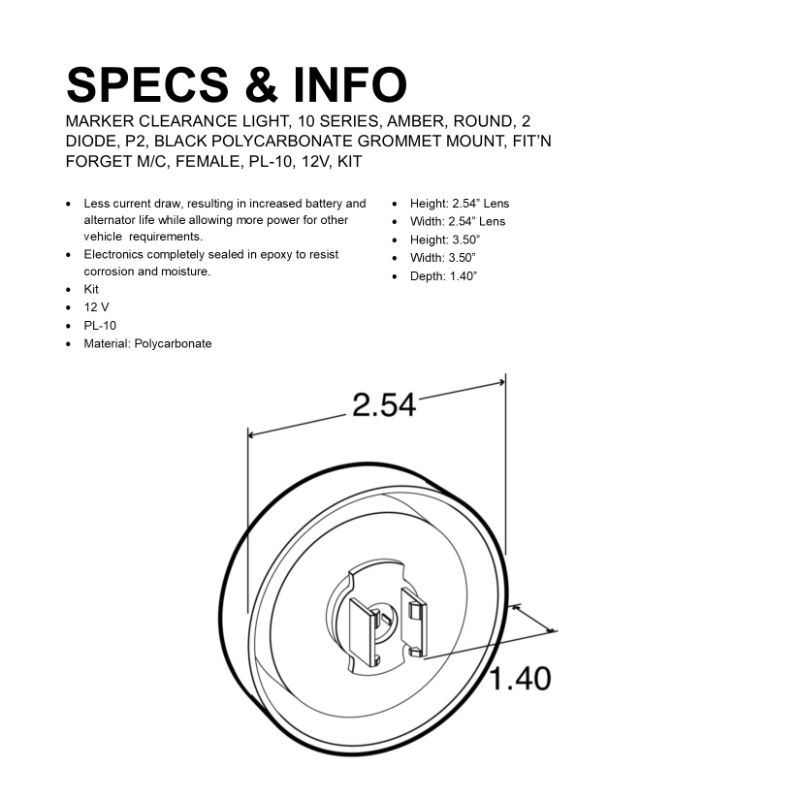 SPECS & INFO
MARKER CLEARANCE LIGHT, 10 SERIES, AMBER, ROUND, 2
DIODE, P2, BLACK POLYCARBONATE GROMMET MOUNT, FIT’N
FORGET M/C, FEMALE, PL-10, 12V, KIT
• Less current draw, resulting in increased battery and
alternator life while allowing more power for other
vehicle requirements.
• Electronics completely sealed in epoxy to resist
corrosion and moisture.
• Kit
• 12 V
• PL-10
• Material: Polycarbonate
• Height: 2.54” Lens
• Width: 2.54” Lens
• Height: 3.50”
• Width: 3.50”
• Depth: 1.40”
2.54
1.40